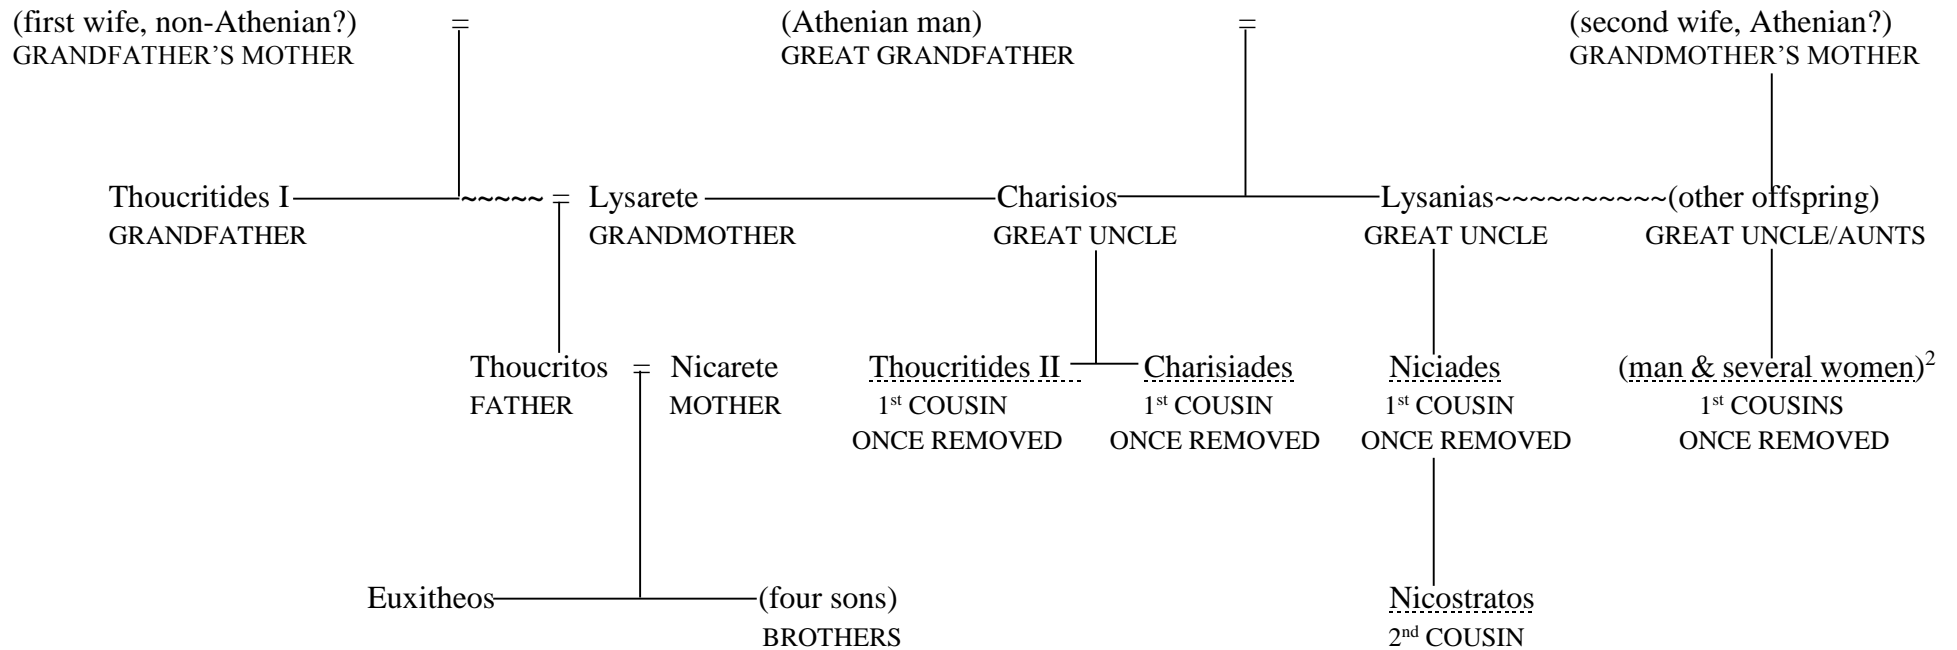 (first wife, non-Athenian?) = (Athenian man) = (second wife, Athenian?)
GRANDFATHER’S MOTHER GREAT GRANDFATHER GRANDMOTHER’S MOTHER
Thoucritides I ~~~~~ = Lysarete Charisios Lysanias~~~~~~~~~~(other offspring)
GRANDFATHER GRANDMOTHER GREAT UNCLE GREAT UNCLE GREAT UNCLE/AUNTS
Thoucritos = Nicarete Thoucritides II Charisiades Niciades (man & several women)2
FATHER MOTHER 1st COUSIN 1st COUSIN 1st COUSIN 1st COUSINS
ONCE REMOVED ONCE REMOVED ONCE REMOVED ONCE REMOVED
Euxitheos (four sons) Nicostratos
BROTHERS 2nd COUSIN